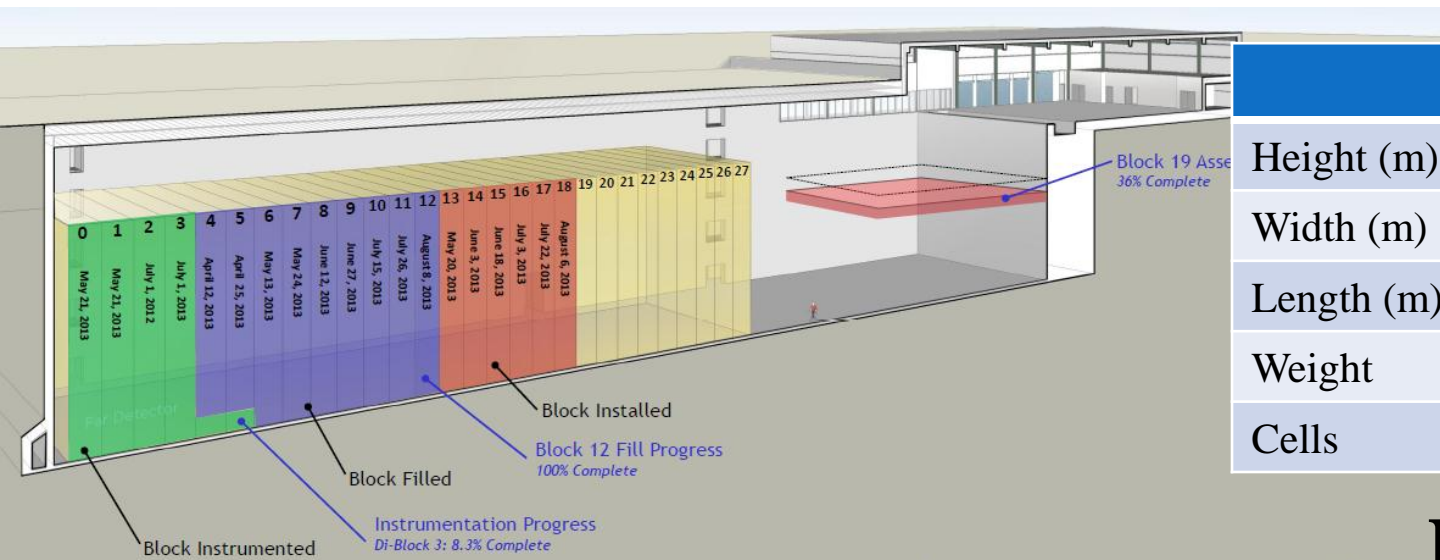 0 1 2 3 4 5 6 7 8 9 10 11 12 13 14 15 16 17 18 19 20 21 22 23 24 25 26 27
May 21, 2013
May 21, 2013
July 1, 2012
July 1, 2013
April 12, 2013
April 25, 2013
May 13, 2013
May 24, 2013
June 12, 2013
June 27, 2013
July 15, 2013
July 26, 2013
August 8, 2013
May 20, 2013
June 3, 2013
June 18, 2013
July 3, 2013
July 22, 2013
August 6, 2013
Block 19 Asse
36% Complete
Far Detector
Block Installed
Block 12 Fill Progress
100% Complete
Block Filled
Instrumentation Progress
Di-Block 3: 8.3% Complete
Block Instrumented
Height (m)
Width (m)
Length (m)
Weight
Cells